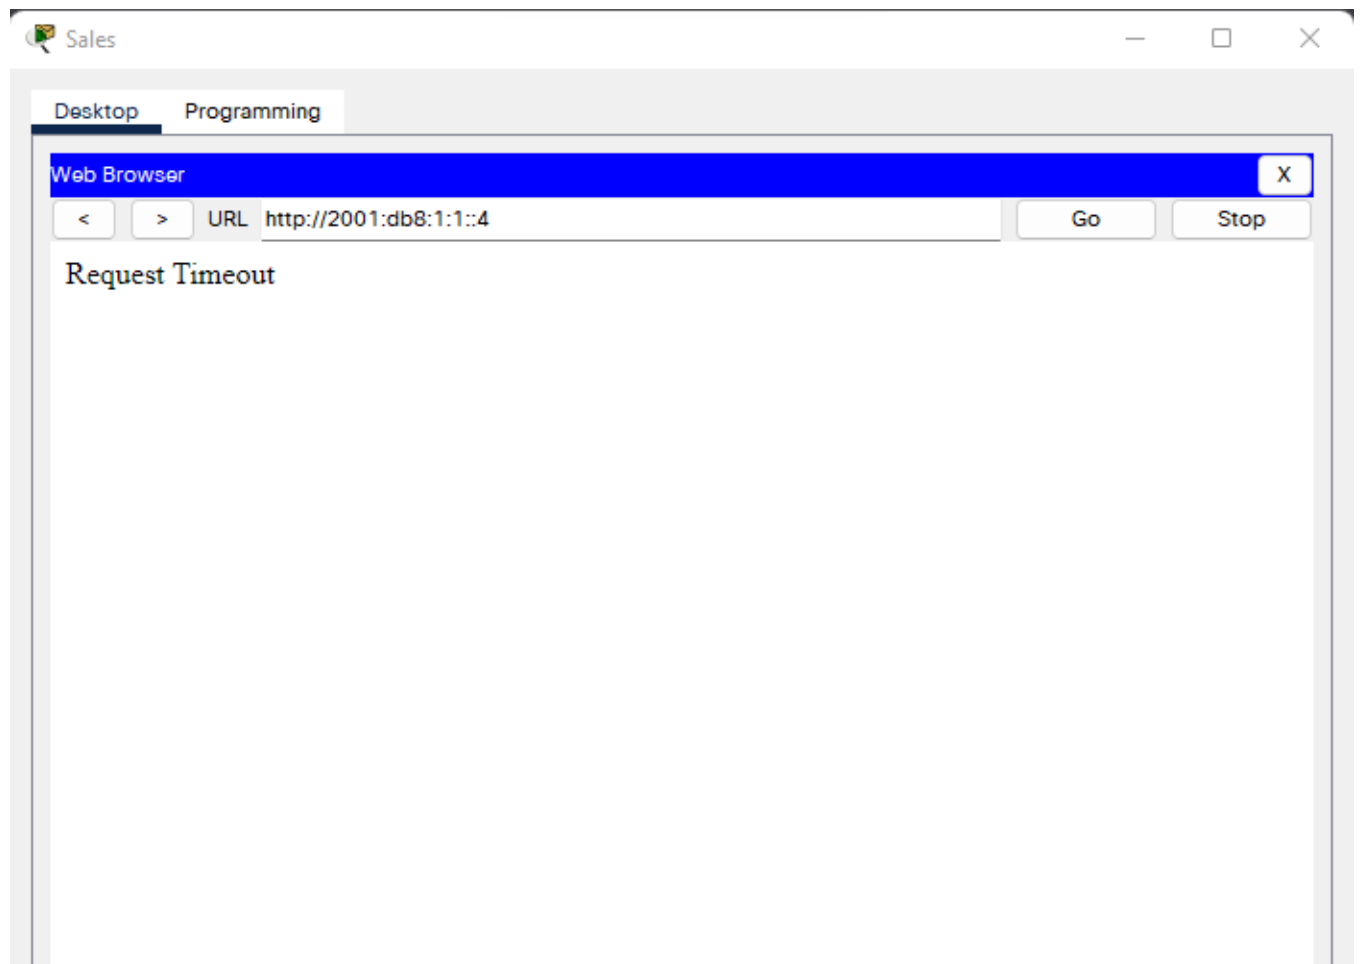 Sales
Desktop Programming
Web Browser X
< > URL http://2001:db8:1:1::4 Go Stop
Request Timeout